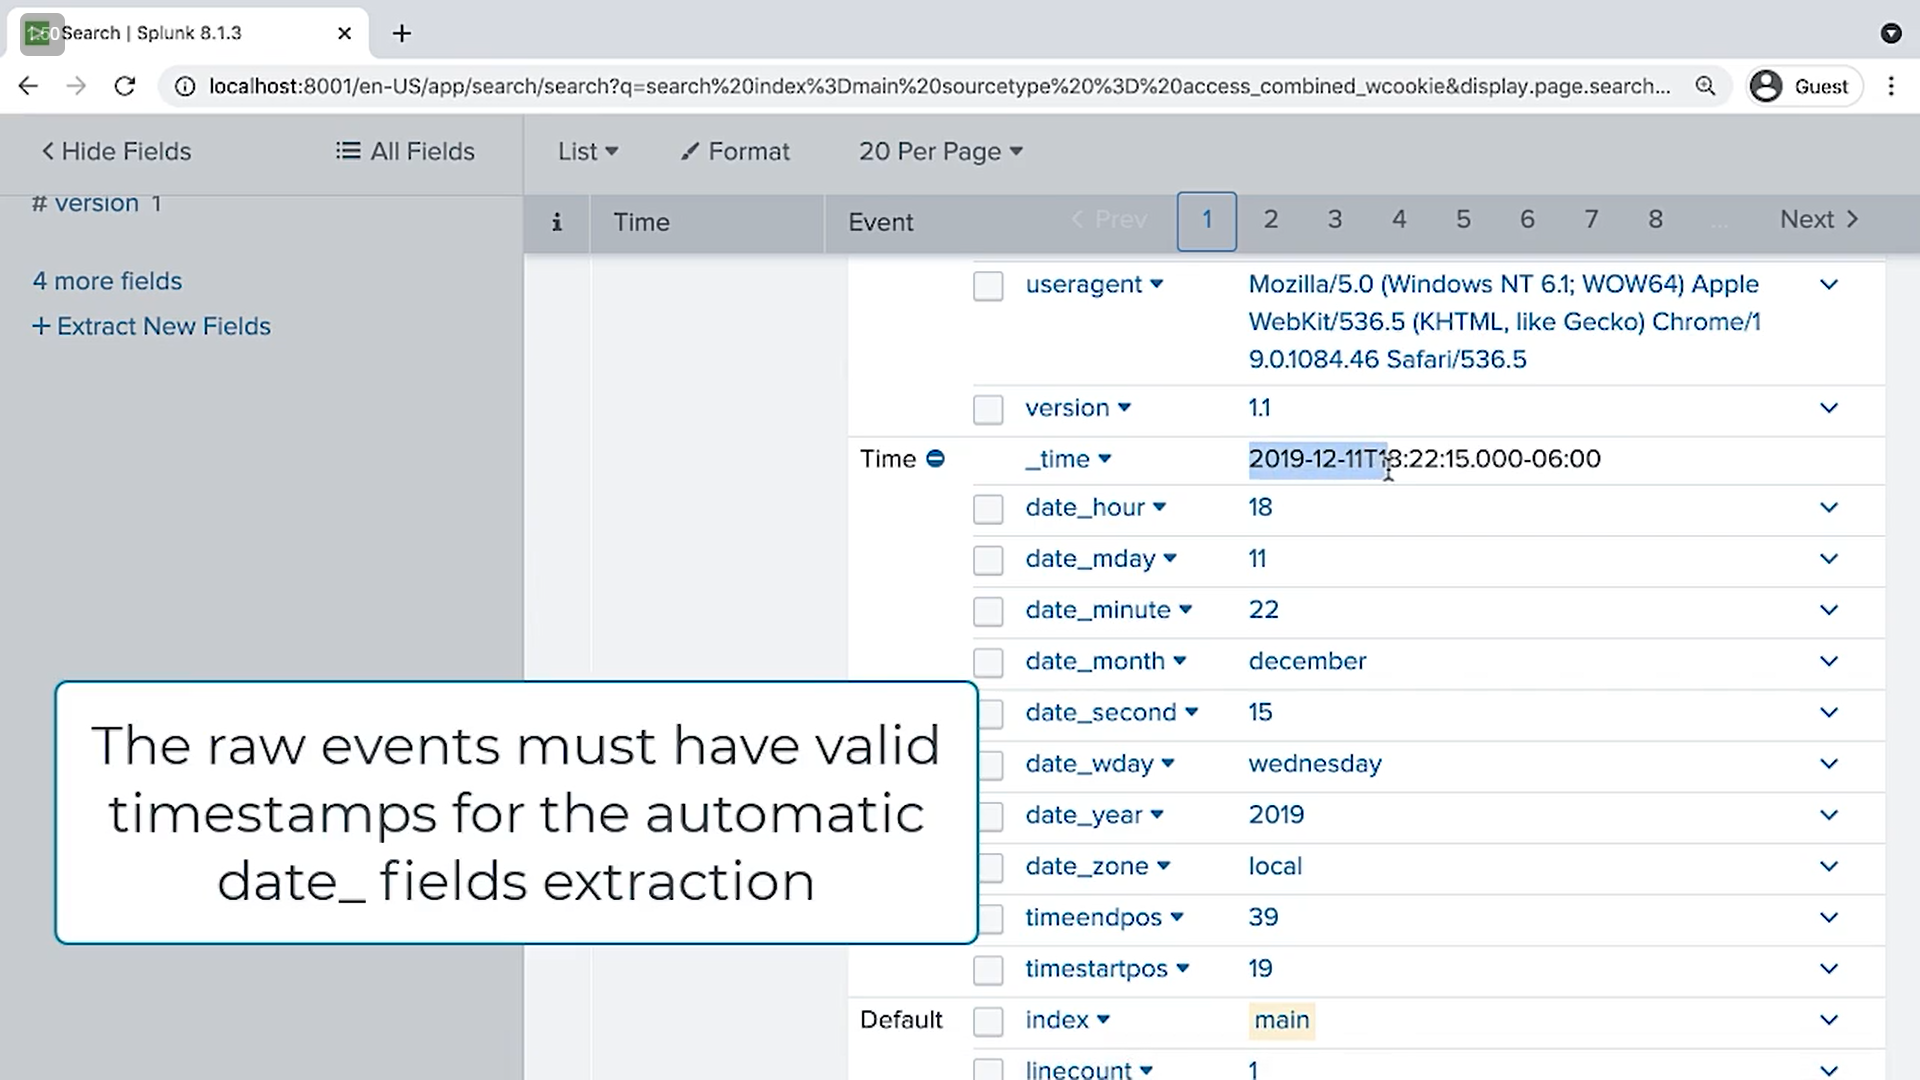 Search | Splunk 8.1.3
localhost:8001/en-US/app/search/search?q=search%20index%3Dmain%20sourcetype%20%3D%20access_combined_wcookie&display.page.search...
Guest
Hide Fields
All Fields
List
Format
20 Per Page
# version 1
i
Time
Event
< Prev 1 2 3 4 5 6 7 8 ... Next >
4 more fields
+ Extract New Fields
useragent
Mozilla/5.0 (Windows NT 6.1; WOW64) Apple
WebKit/536.5 (KHTML, like Gecko) Chrome/1
9.0.1084.46 Safari/536.5
version 1.1
Time _time 2019-12-11T18:22:15.000-06:00
date_hour 18
date_mday 11
date_minute 22
date_month december
date_second 15
date_wday wednesday
date_year 2019
date_zone local
timeendpos 39
timestartpos 19
Default index main
linecount 1
The raw events must have valid
timestamps for the automatic
date_ fields extraction